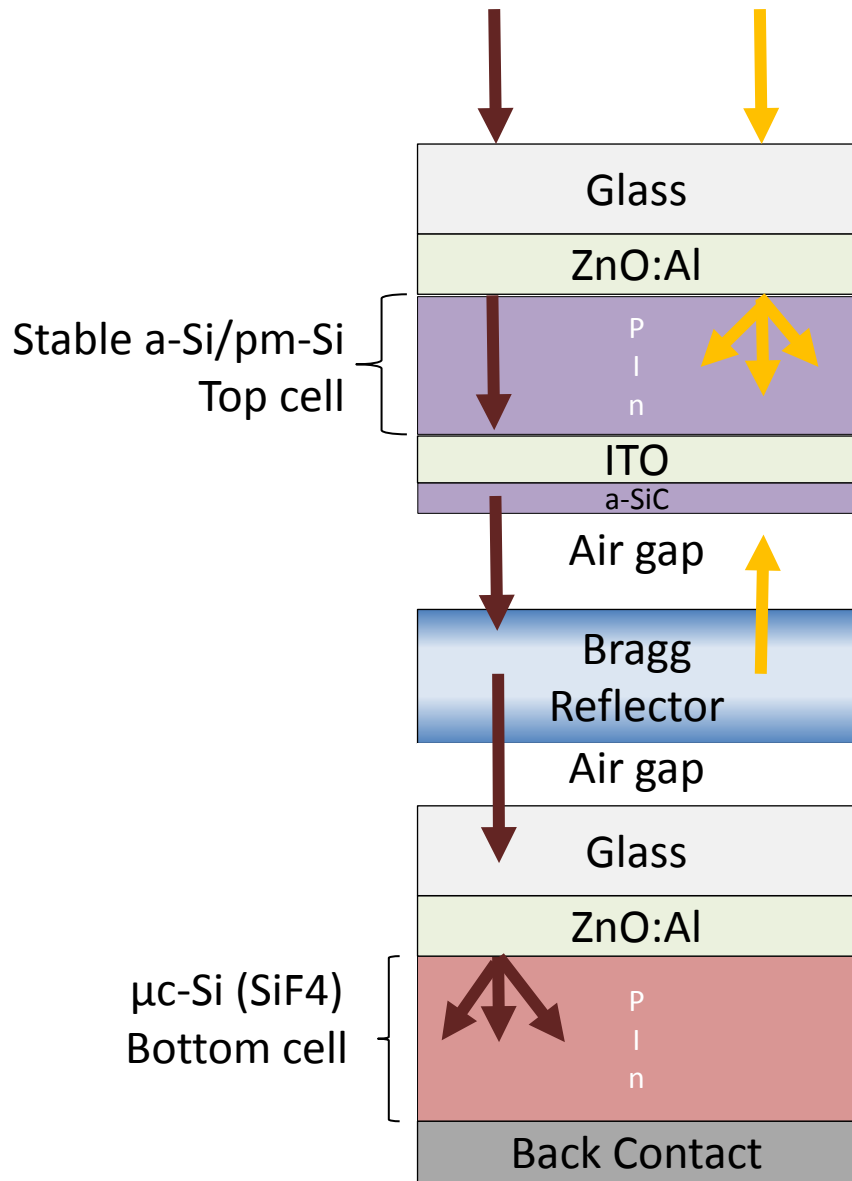 Glass
ZnO:Al
Stable a-Si/pm-Si
Top cell
P
I
n
ITO
a-SiC
Air gap
Bragg
Reflector
Air gap
Glass
ZnO:Al
μc-Si (SiF4)
Bottom cell
P
I
n
Back Contact